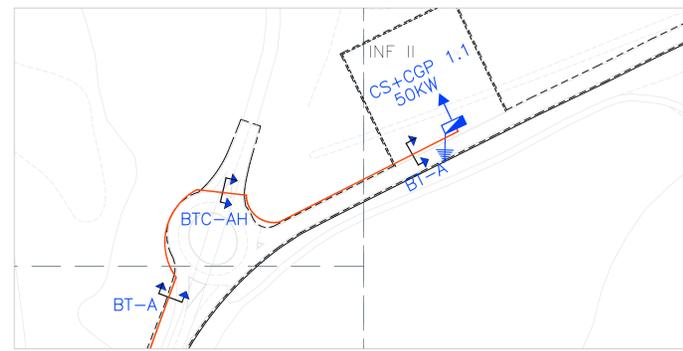 INF II
CS+CGP 1.1
50KW
BT-A
BTC-AH
BT-A